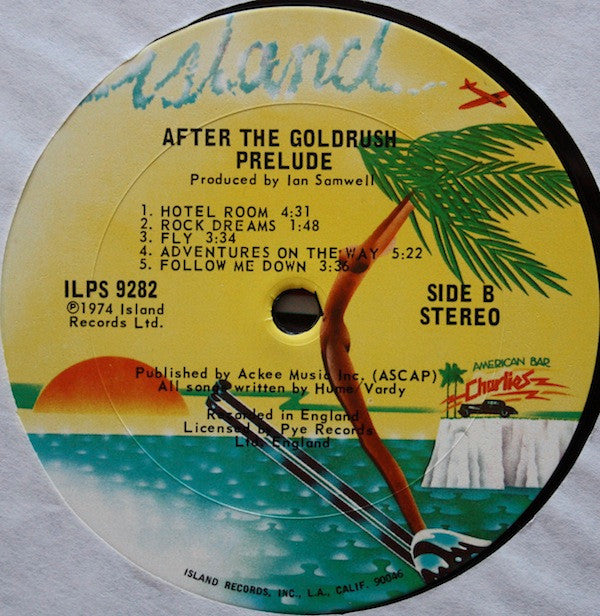 island
AFTER THE GOLDRUSH
PRELUDE
Produced by Ian Samwell
1. HOTEL ROOM 4:31
2. ROCK DREAMS 1:48
3. FLY 3:34
4. ADVENTURES ON THE WAY 5:22
5. FOLLOW ME DOWN 3:36
ILPS 9282
℗1974 Island
Records Ltd.
SIDE B
STEREO
Published by Ackee Music Inc. (ASCAP)
All songs written by Hume Vardy
Recorded in England
Licensed by Pye Records
Ltd. England
AMERICAN BAR
Charlies
ISLAND RECORDS, INC., L.A., CALIF. 90046